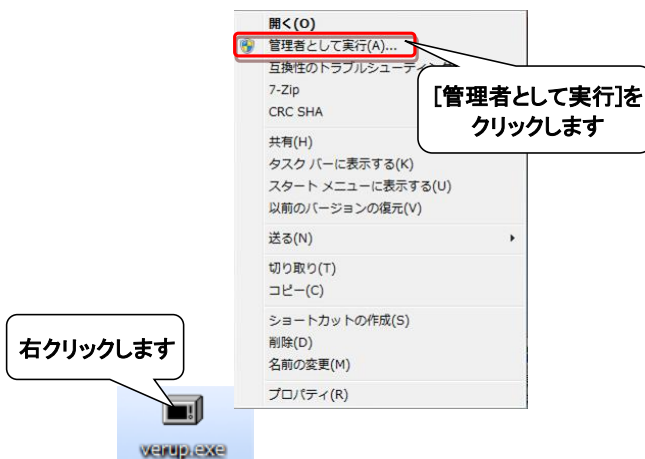 開く(O)
管理者として実行(A)...
互換性のトラブルシューティ
7-Zip
CRC SHA
共有(H)
タスク バーに表示する(K)
スタート メニューに表示する(U)
以前のバージョンの復元(V)
送る(N)
切り取り(T)
コピー(C)
ショートカットの作成(S)
削除(D)
名前の変更(M)
プロパティ(R)
[管理者として実行]を
クリックします
右クリックします
verup.exe